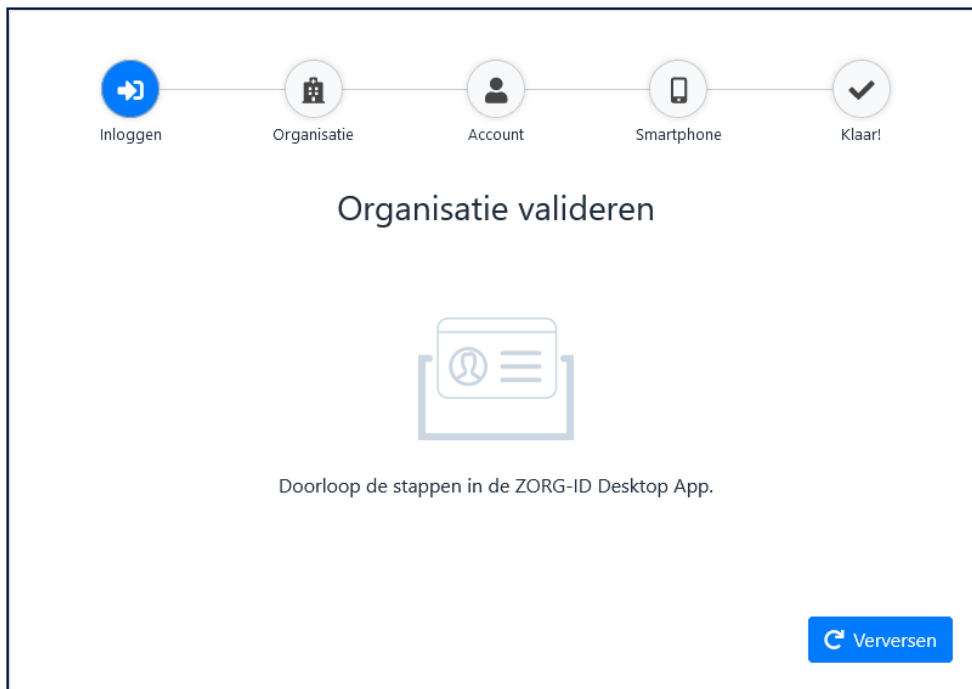 Inloggen
Organisatie
Account
Smartphone
Klaar!
Organisatie valideren
Doorloop de stappen in de ZORG-ID Desktop App.
Verversen